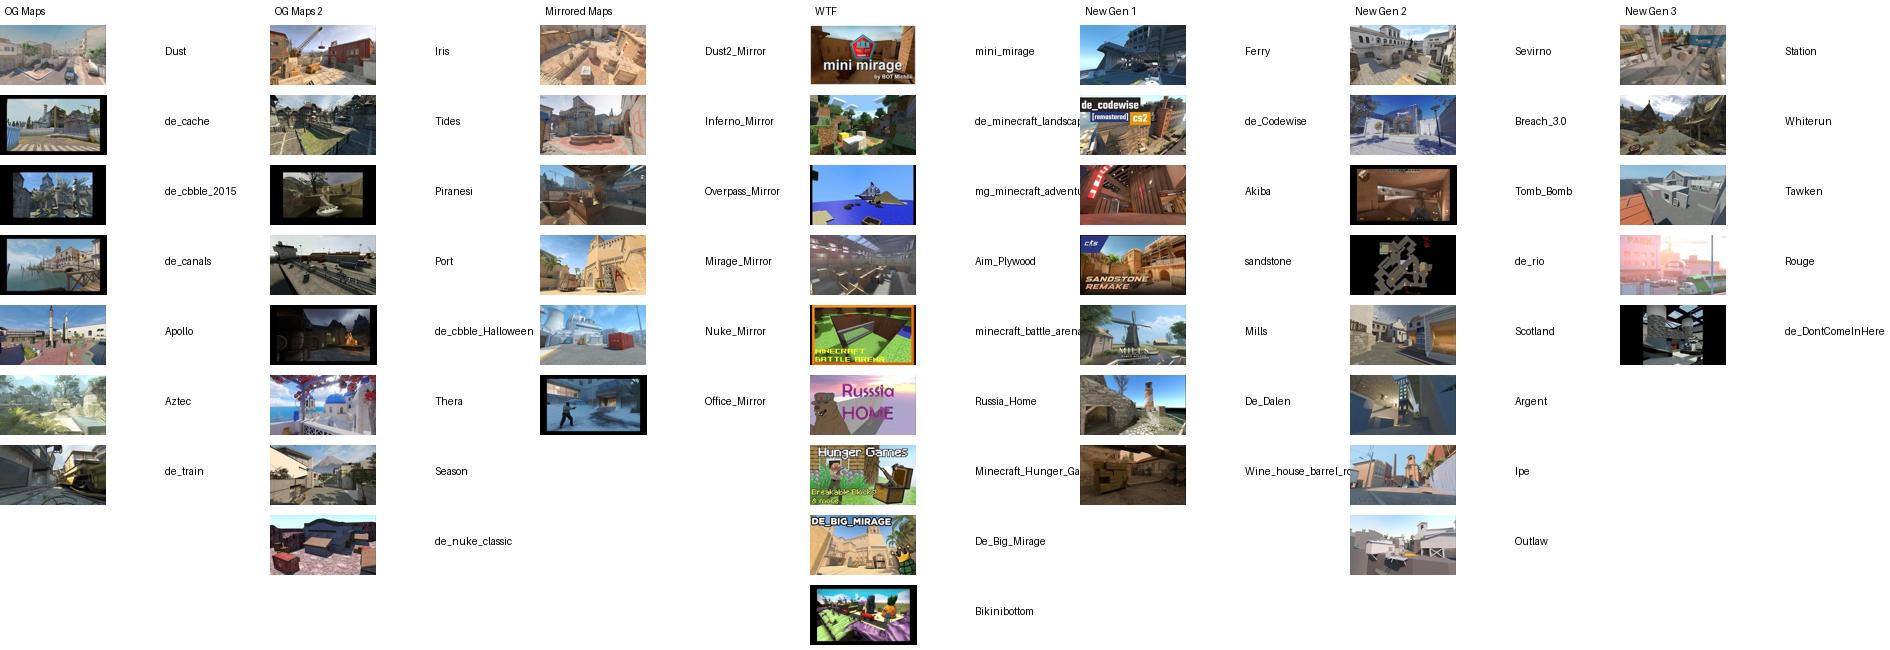 OG Maps
OG Maps 2
Mirrored Maps
WTF
New Gen 1
New Gen 2
New Gen 3
Dust
Iris
Dust2_Mirror
mini mirage
by BOT Michiii
mini_mirage
Ferry
Sevirno
Station
de_cache
Tides
Inferno_Mirror
de_minecraft_landscap
de_codewise
[remastered] cs2
de_Codewise
Breach_3.0
Whiterun
de_cbble_2015
Piranesi
Overpass_Mirror
mg_minecraft_adventu
Akiba
Tomb_Bomb
Tawken
de_canals
Port
Mirage_Mirror
Aim_Plywood
SANDSTONE
REMAKE
sandstone
de_rio
Rouge
Apollo
de_cbble_Halloween
Nuke_Mirror
MINECRAFT
BATTLE ARENA
minecraft_battle_arena
MILLS
Mills
Scotland
de_DontComeInHere
Aztec
Thera
Office_Mirror
Russsia
HOME
Russia_Home
De_Dalen
Argent
de_train
Season
Hunger Games
Breakable Blocks
& more
Minecraft_Hunger_Ga
Wine_house_barrel_ro
Ipe
de_nuke_classic
DE_BIG_MIRAGE
De_Big_Mirage
Outlaw
Bikinibottom